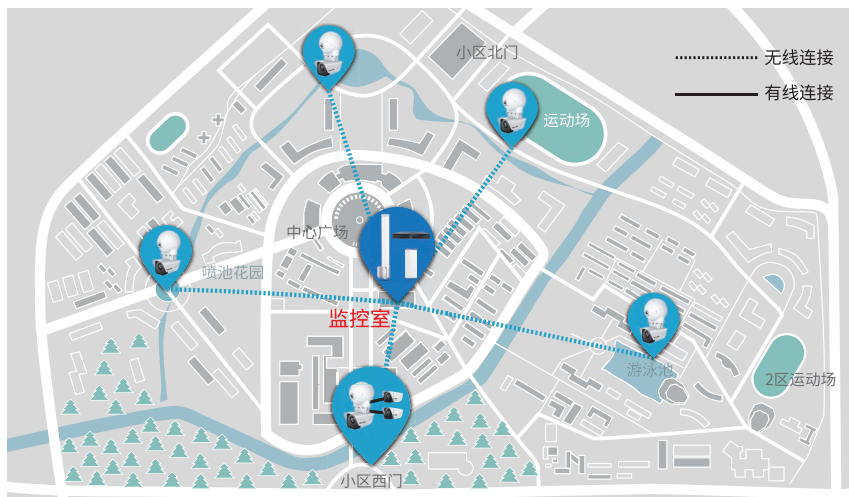 小区北门
无线连接
有线连接
运动场
中心广场
喷池花园
监控室
游泳池
2区运动场
小区西门